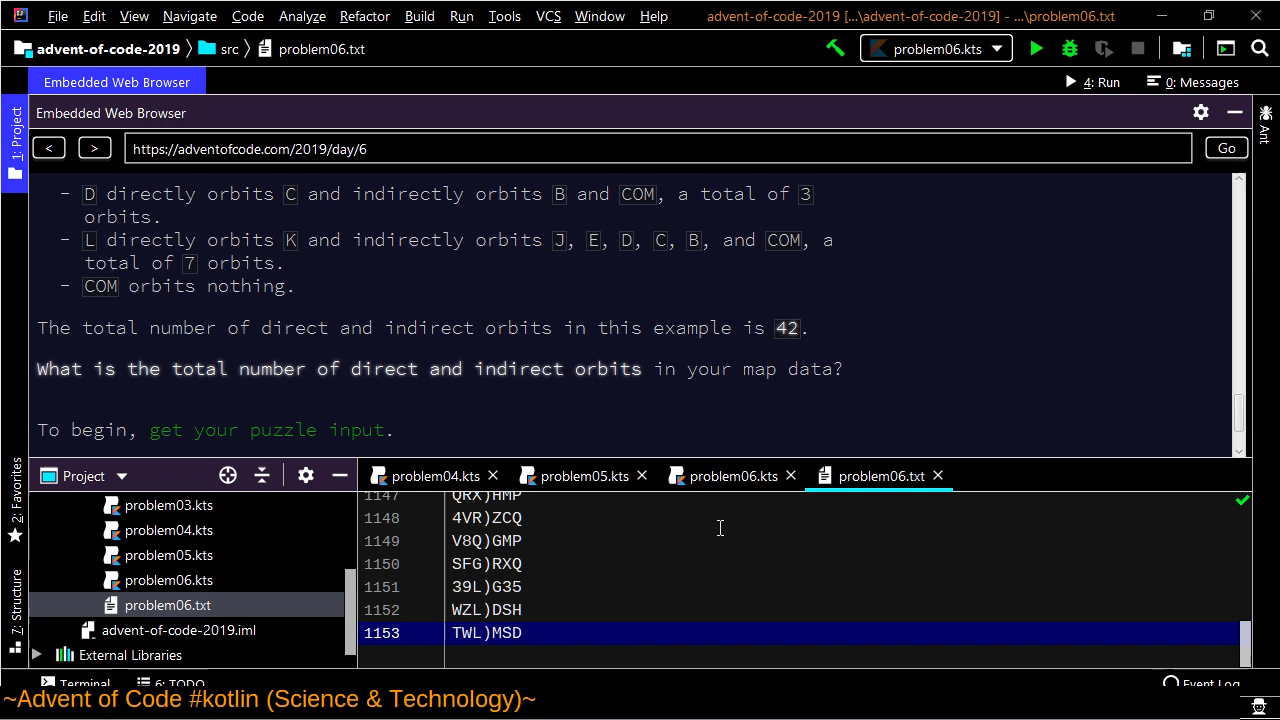 File Edit View Navigate Code Analyze Refactor Build Run Tools VCS Window Help advent-of-code-2019 [...\advent-of-code-2019] - ...\problem06.txt
advent-of-code-2019 src problem06.txt problem06.kts
Embedded Web Browser 4: Run 0: Messages
Embedded Web Browser
< > https://adventofcode.com/2019/day/6 Go
- D directly orbits C and indirectly orbits B and COM, a total of 3
orbits.
- L directly orbits K and indirectly orbits J, E, D, C, B, and COM, a
total of 7 orbits.
- COM orbits nothing.
The total number of direct and indirect orbits in this example is 42.
What is the total number of direct and indirect orbits in your map data?
To begin, get your puzzle input.
1: Project
Ant
2: Favorites
7: Structure
Project problem04.kts problem05.kts problem06.kts problem06.txt
problem03.kts
problem04.kts
problem05.kts
problem06.kts
problem06.txt
advent-of-code-2019.iml
External Libraries
1147 QRX)HMP
1148 4VR)ZCQ
1149 V8Q)GMP
1150 SFG)RXQ
1151 39L)G35
1152 WZL)DSH
1153 TWL)MSD
Terminal 6: TODO Event Log
~Advent of Code #kotlin (Science & Technology)~